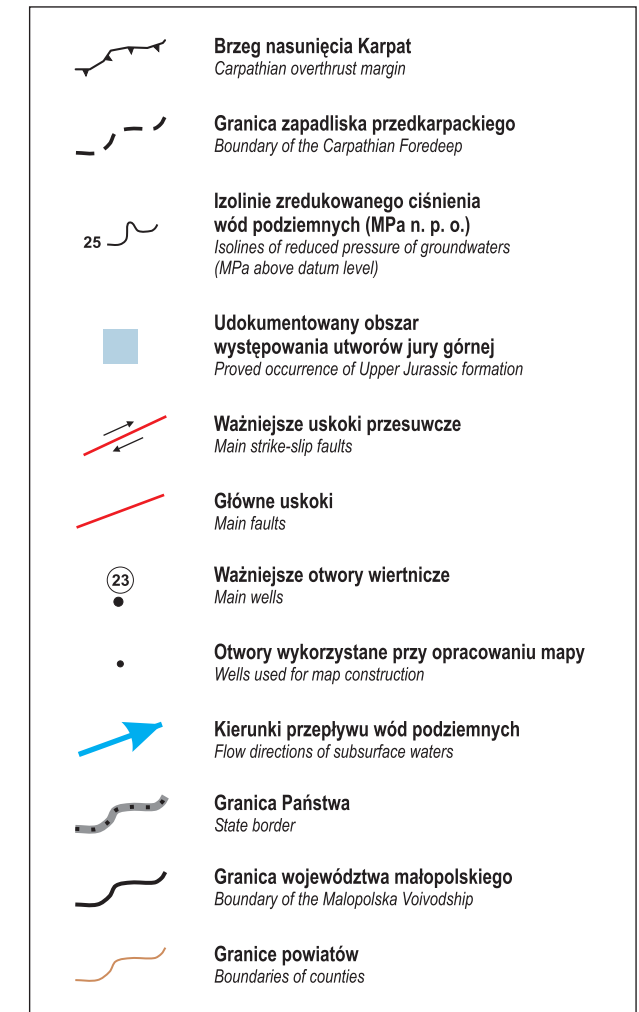 Brzeg nasunięcia Karpat
Carpathian overthrust margin
Granica zapadliska przedkarpackiego
Boundary of the Carpathian Foredeep
Izolinie zredukowanego ciśnienia
wód podziemnych (MPa n. p. o.)
25
Isolines of reduced pressure of groundwaters
(MPa above datum level)
Udokumentowany obszar
występowania utworów jury górnej
Proved occurrence of Upper Jurassic formation
Ważniejsze uskoki przesuwcze
Main strike-slip faults
Główne uskoki
Main faults
23
Ważniejsze otwory wiertnicze
Main wells
Otwory wykorzystane przy opracowaniu mapy
Wells used for map construction
Kierunki przepływu wód podziemnych
Flow directions of subsurface waters
Granica Państwa
State border
Granica województwa małopolskiego
Boundary of the Malopolska Voivodship
Granice powiatów
Boundaries of counties